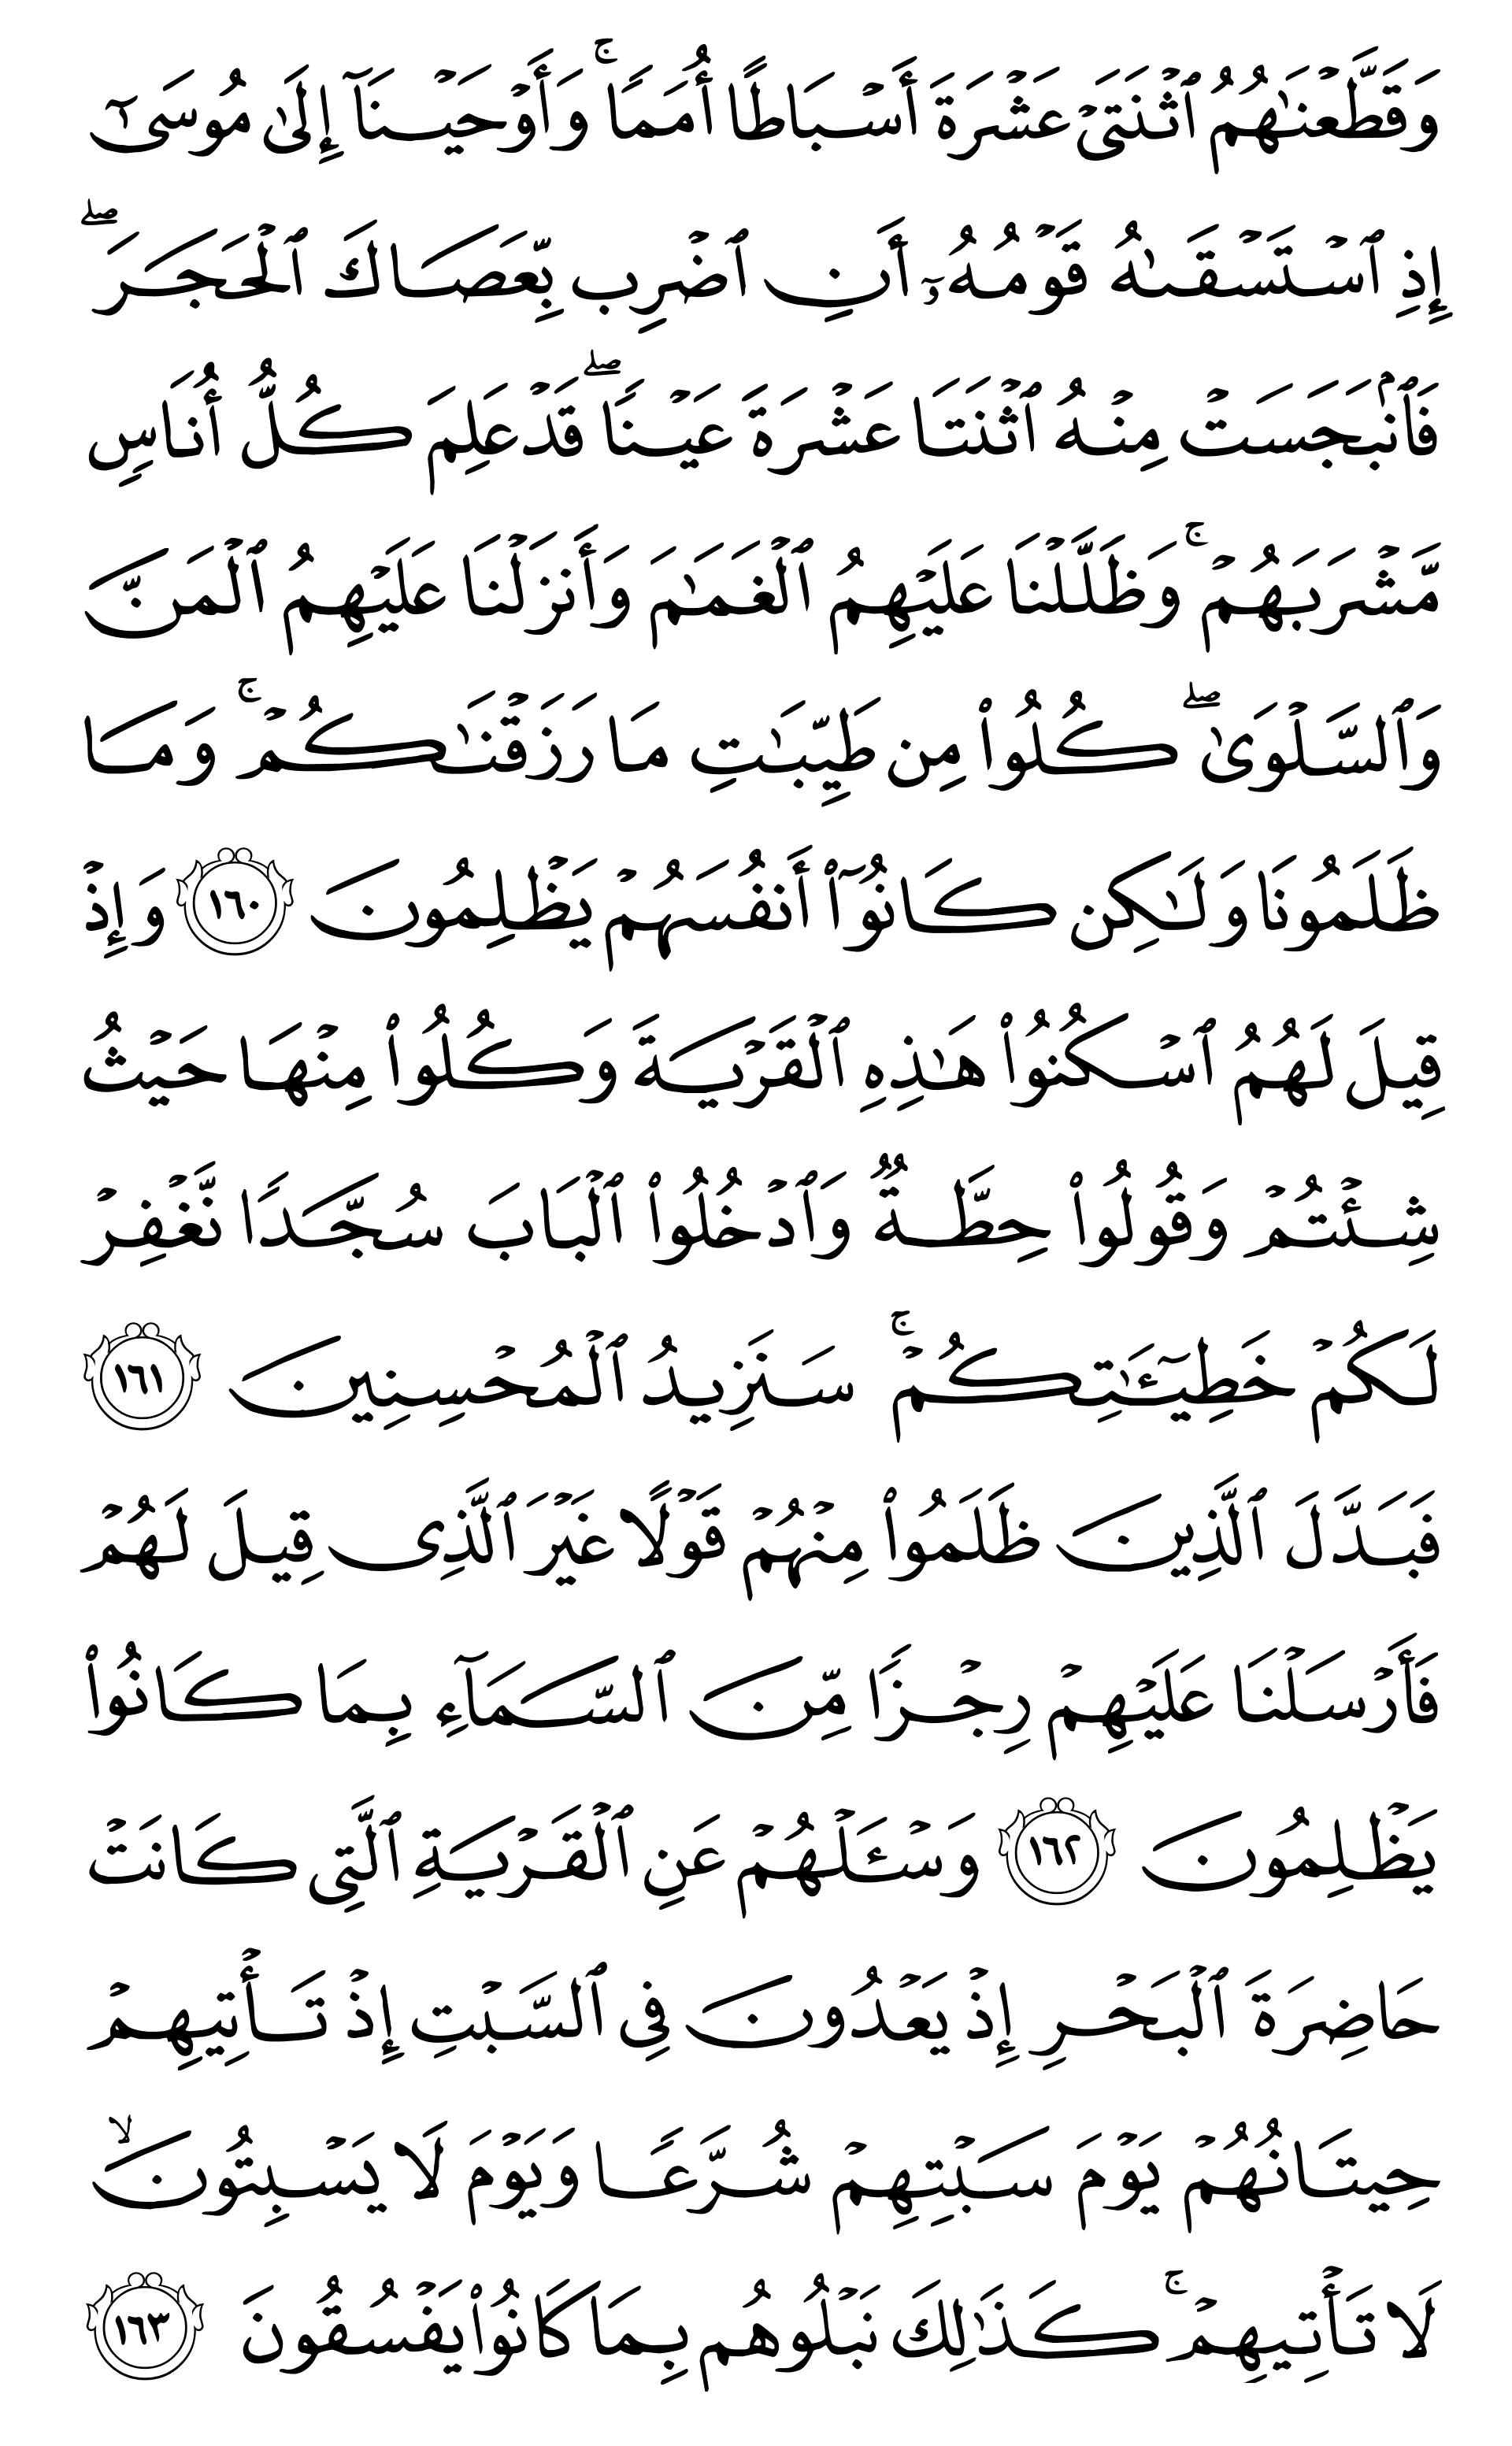 وَقَطَّعْنَٰهُمُ ٱثْنَتَىْ عَشْرَةَ أَسْبَاطًا أُمَمًا ۚ وَأَوْحَيْنَآ إِلَىٰ مُوسَىٰٓ
إِذِ ٱسْتَسْقَىٰهُ قَوْمُهُۥٓ أَنِ ٱضْرِب بِّعَصَاكَ ٱلْحَجَرَ ۖ
فَٱنۢبَجَسَتْ مِنْهُ ٱثْنَتَا عَشْرَةَ عَيْنًا ۖ قَدْ عَلِمَ كُلُّ أُنَاسٍ
مَّشْرَبَهُمْ ۚ وَظَلَّلْنَا عَلَيْهِمُ ٱلْغَمَٰمَ وَأَنزَلْنَا عَلَيْهِمُ ٱلْمَنَّ
وَٱلسَّلْوَىٰ ۖ كُلُوا۟ مِن طَيِّبَٰتِ مَا رَزَقْنَٰكُمْ ۚ وَمَا
ظَلَمُونَا وَلَٰكِن كَانُوٓا۟ أَنفُسَهُمْ يَظْلِمُونَ ١٦٠ وَإِذْ
قِيلَ لَهُمُ ٱسْكُنُوا۟ هَٰذِهِ ٱلْقَرْيَةَ وَكُلُوا۟ مِنْهَا حَيْثُ
شِئْتُمْ وَقُولُوا۟ حِطَّةٌ وَٱدْخُلُوا۟ ٱلْبَابَ سُجَّدًا نَّغْفِرْ
لَكُمْ خَطِيٓـَٰٔتِكُمْ ۚ سَنَزِيدُ ٱلْمُحْسِنِينَ ١٦١
فَبَدَّلَ ٱلَّذِينَ ظَلَمُوا۟ مِنْهُمْ قَوْلًا غَيْرَ ٱلَّذِى قِيلَ لَهُمْ
فَأَرْسَلْنَا عَلَيْهِمْ رِجْزًا مِّنَ ٱلسَّمَآءِ بِمَا كَانُوا۟
يَظْلِمُونَ ١٦٢ وَسْـَٔلْهُمْ عَنِ ٱلْقَرْيَةِ ٱلَّتِى كَانَتْ
حَاضِرَةَ ٱلْبَحْرِ إِذْ يَعْدُونَ فِى ٱلسَّبْتِ إِذْ تَأْتِيهِمْ
حِيتَانُهُمْ يَوْمَ سَبْتِهِمْ شُرَّعًا وَيَوْمَ لَا يَسْبِتُونَ ۙ
لَا تَأْتِيهِمْ ۚ كَذَٰلِكَ نَبْلُوهُم بِمَا كَانُوا۟ يَفْسُقُونَ ١٦٣